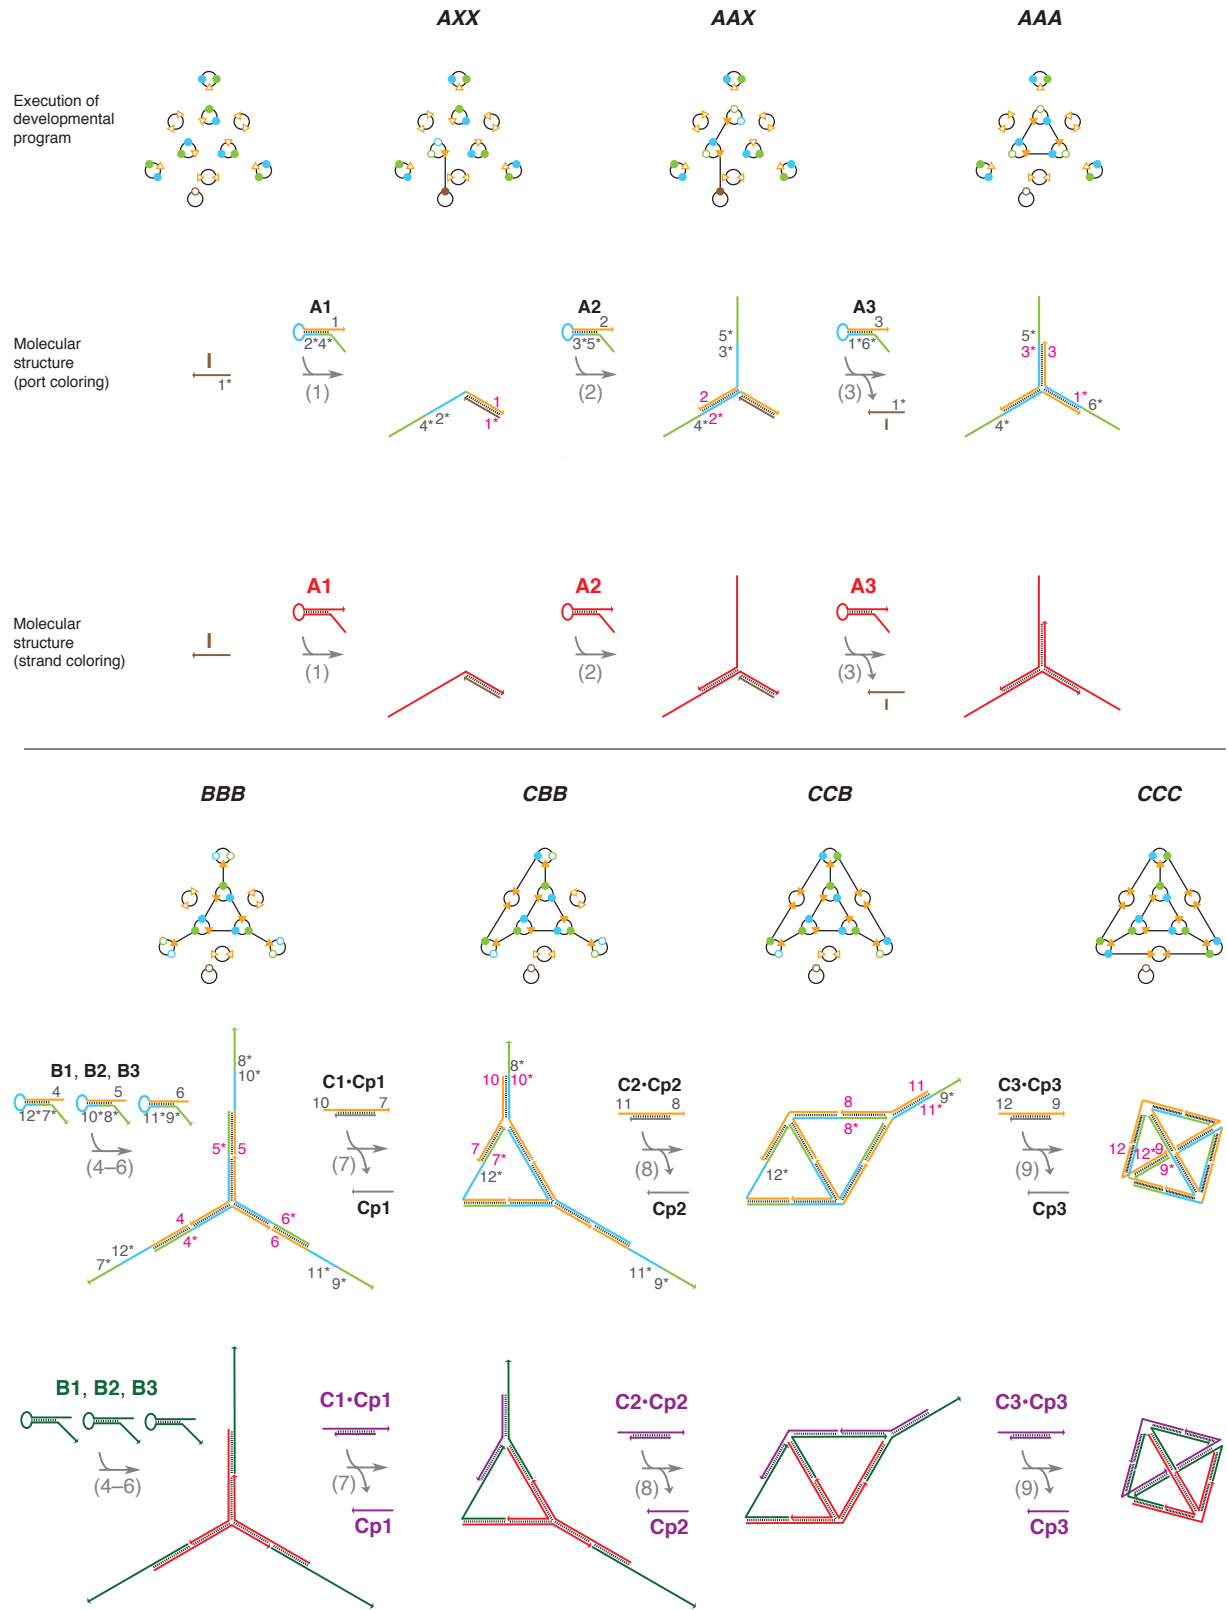 AXX AAX AAA
Execution of
developmental
program
A1 A2 A3
1 2 3 5* 5*
Molecular
structure
(port coloring)
I 2*4* 3*5* 3* 1*6* 3* 3
1* (1) (2) (3)
1 2 1* 1* 6*
4* 2* 1* 4* 2* I 4*
A1 A2 A3
Molecular
structure
(strand coloring)
I
(1) (2) (3)
I
BBB CBB CCB CCC
B1, B2, B3 8* C1•Cp1 8* C2•Cp2 11 C3•Cp3
4 5 6 10* 10 7 10 10* 11 8 8 11* 9* 12 9
12*7* 10*8* 11*9* 8*
(4–6) 5* 5 (7) 7 7* (8) 12* (9) 12 12* 9
12* 9*
Cp1 Cp2 Cp3
4 6*
4* 6
12* 11* 11*
7* 9* 9*
B1, B2, B3 C1•Cp1 C2•Cp2 C3•Cp3
(4–6) (7) (8) (9)
Cp1 Cp2 Cp3